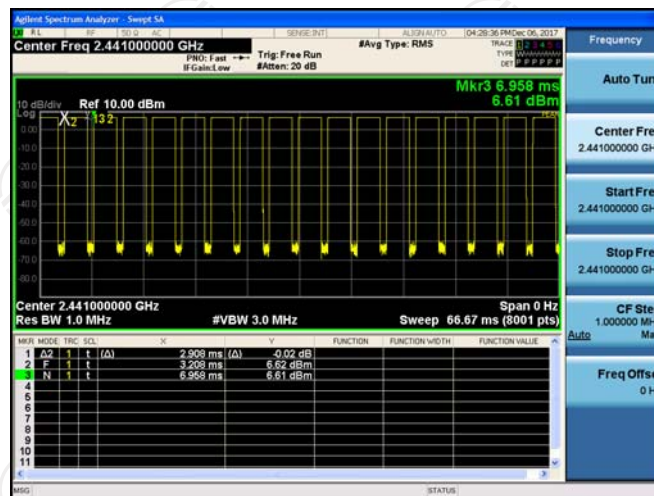 Agilent Spectrum Analyzer - Swept SA
RL RF 50 Ω AC SENSE:INT ALIGN AUTO 04:28:36 PM Dec 06, 2017
Center Freq 2.441000000 GHz #Avg Type: RMS TRACE 1 2 3 4 5 6
PNO: Fast Trig: Free Run TYPE
IFGain:Low #Atten: 20 dB DET P P P P P P
Mkr3 6.958 ms
6.61 dBm
10 dB/div Ref 10.00 dBm
Log
0.00
-10.0
-20.0
-30.0
-40.0
-50.0
-60.0
-70.0
-80.0
Center 2.441000000 GHz Span 0 Hz
Res BW 1.0 MHz #VBW 3.0 MHz Sweep 66.67 ms (8001 pts)
MKR MODE TRC SCL X Y FUNCTION FUNCTION WIDTH FUNCTION VALUE
1 Δ2 1 t (Δ) 2.908 ms (Δ) -0.02 dB
2 F 1 t 3.208 ms 6.62 dBm
3 N 1 t 6.958 ms 6.61 dBm
4
5
6
7
8
9
10
11
MSG STATUS
Frequency
Auto Tun
Center Fre
2.441000000 GH
Start Fre
2.441000000 GH
Stop Fre
2.441000000 GH
CF Ste
1.000000 MH
Auto Ma
Freq Offse
0 H